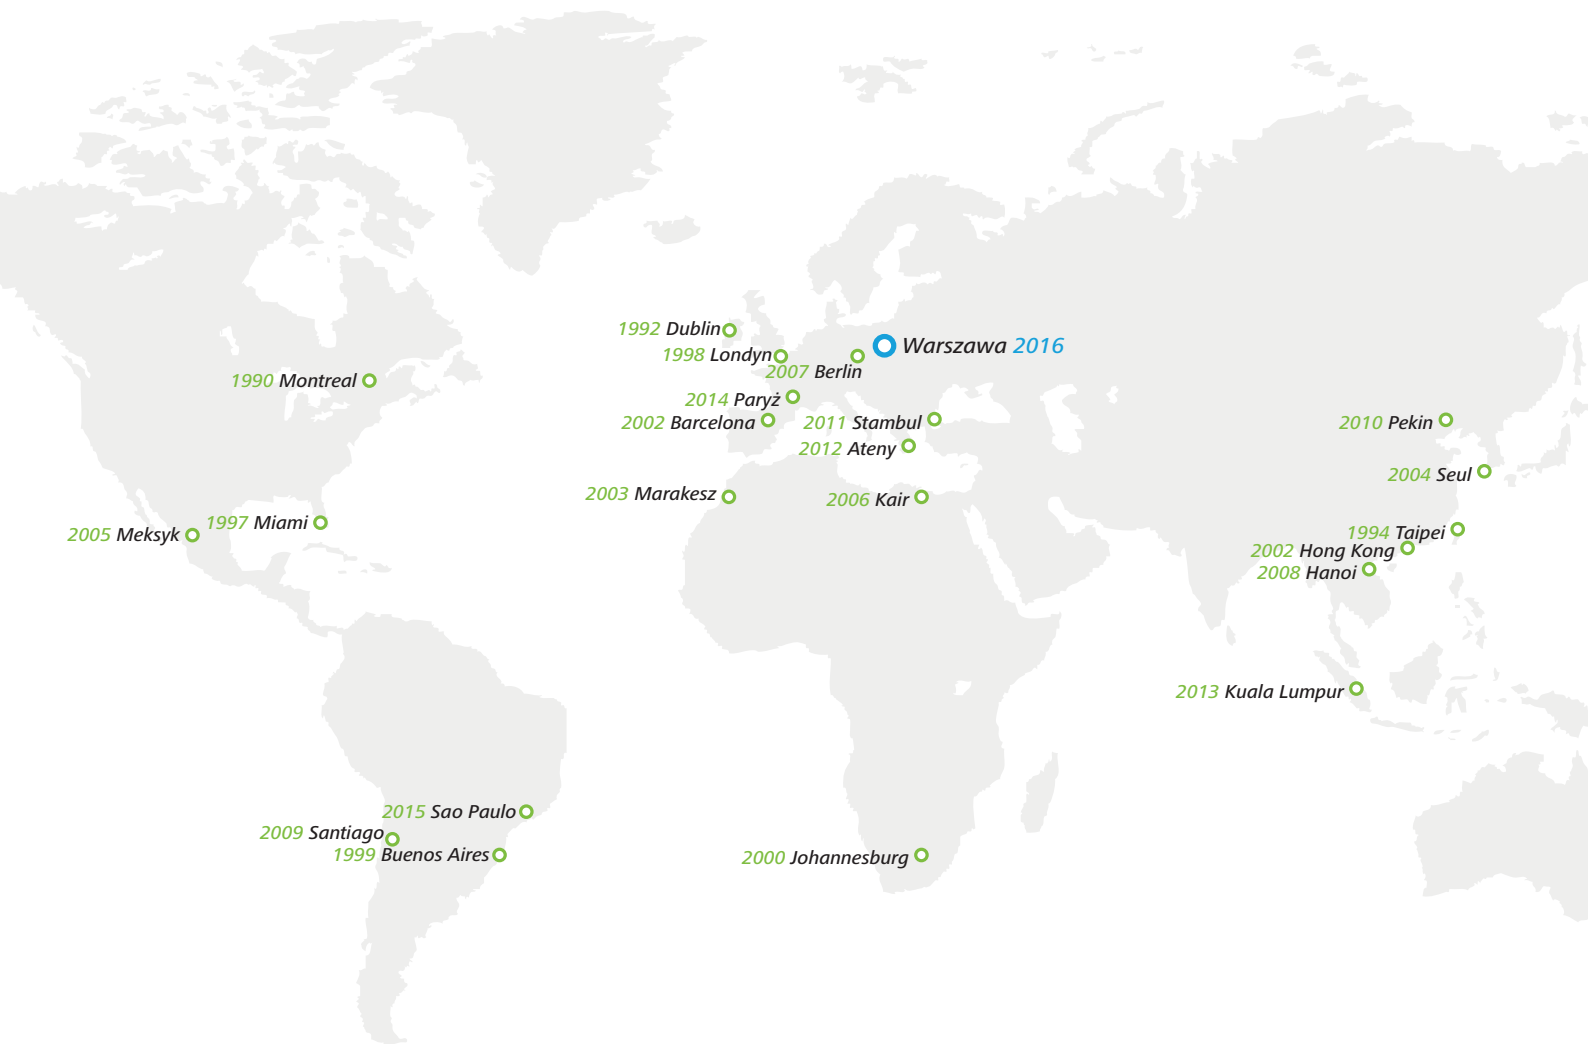 1992 Dublin
Warszawa 2016
1998 Londyn
2007 Berlin
1990 Montreal
2014 Paryż
2002 Barcelona
2011 Stambul
2010 Pekin
2012 Ateny
2004 Seul
2003 Marakesz
2006 Kair
1997 Miami
2005 Meksyk
1994 Taipei
2002 Hong Kong
2008 Hanoi
2013 Kuala Lumpur
2015 Sao Paulo
2009 Santiago
1999 Buenos Aires
2000 Johannesburg